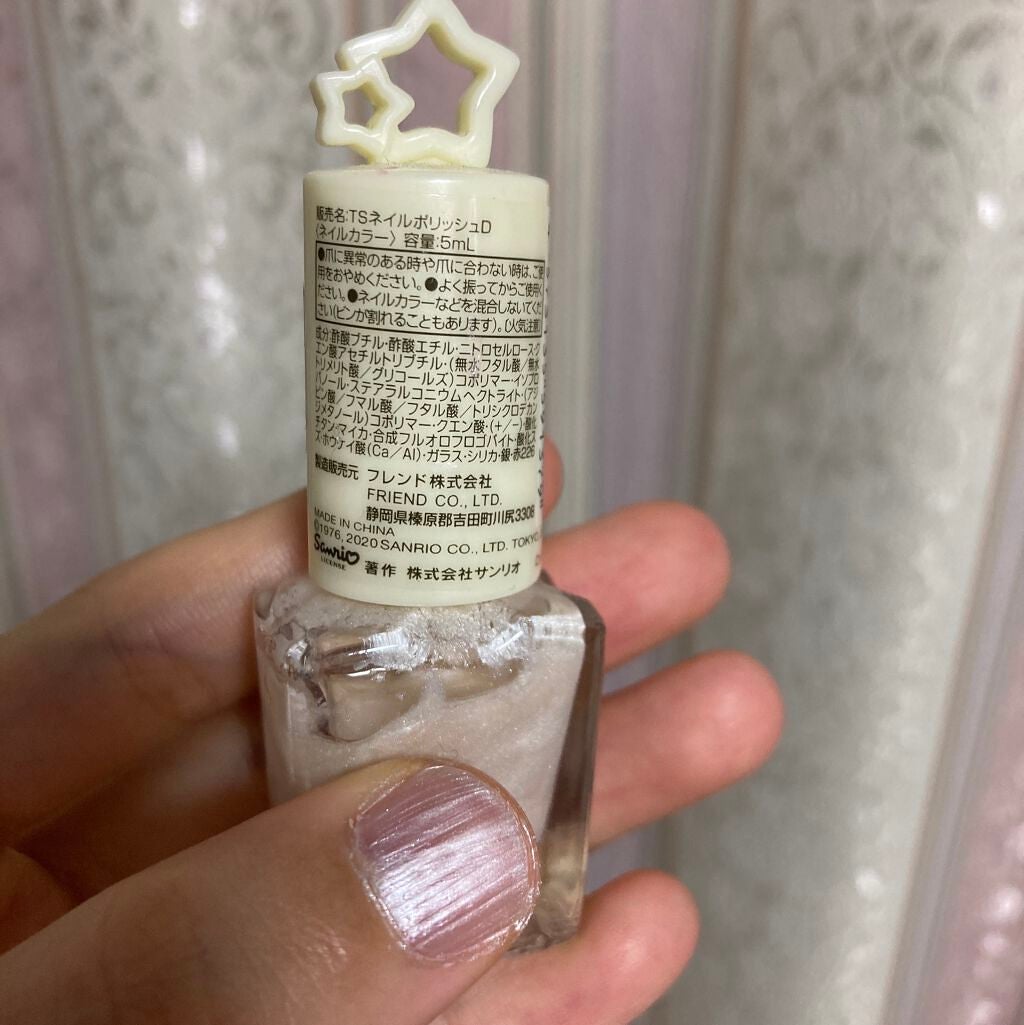 販売名:TSネイルポリッシュD
〈ネイルカラー〉容量:5mL
●爪に異常のある時や爪に合わない時は、ご使
用をおやめください。●よく振ってからご使用く
ださい。●ネイルカラーなどを混合しないでくだ
さい(ビンが割れることもあります)。(火気注意)
成分:酢酸ブチル・酢酸エチル・ニトロセルロース・ク
エン酸アセチルトリブチル・(無水フタル酸/無水
トリメリト酸/グリコールズ)コポリマー・イソプロ
パノール・ステアラルコニウムヘクトライト・(アジ
ピン酸/フマル酸/フタル酸/トリシクロデカン
ジメタノール)コポリマー・クエン酸・(+/−)酸化
チタン・マイカ・合成フルオロフロゴパイト・酸化ス
ズ・ホウケイ酸(Ca/Al)・ガラス・シリカ・銀・赤226
製造販売元 フレンド株式会社
FRIEND CO., LTD.
静岡県榛原郡吉田町川尻3308
MADE IN CHINA
©1976, 2020 SANRIO CO., LTD. TOKYO,
Sanrio
LICENSE
著作 株式会社サンリオ